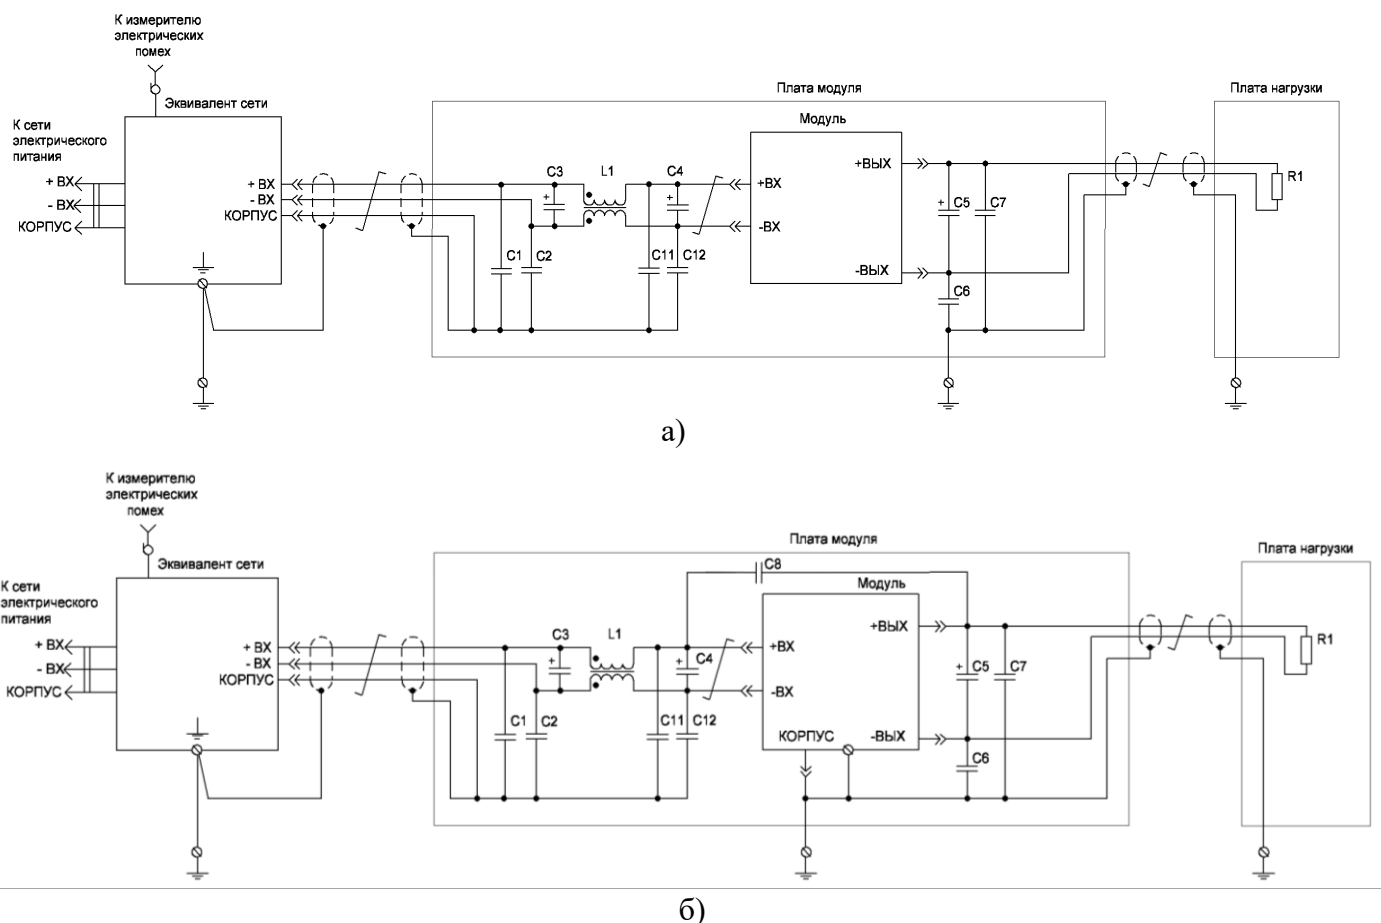 К измерителю
электрических
помех
Эквивалент сети
К сети
электрического
питания
+ ВХ
- ВХ
КОРПУС
+ ВХ
- ВХ
КОРПУС
Плата модуля
C3
L1
C4
C1
C2
C11
C12
Модуль
+ВХ
-ВХ
+ВЫХ
-ВЫХ
C5
C7
C6
Плата нагрузки
R1
а)
К измерителю
электрических
помех
Эквивалент сети
К сети
электрического
питания
+ ВХ
- ВХ
КОРПУС
+ ВХ
- ВХ
КОРПУС
Плата модуля
C8
C3
L1
C4
C1
C2
C11
C12
Модуль
+ВХ
-ВХ
КОРПУС
+ВЫХ
-ВЫХ
C5
C7
C6
Плата нагрузки
R1
б)